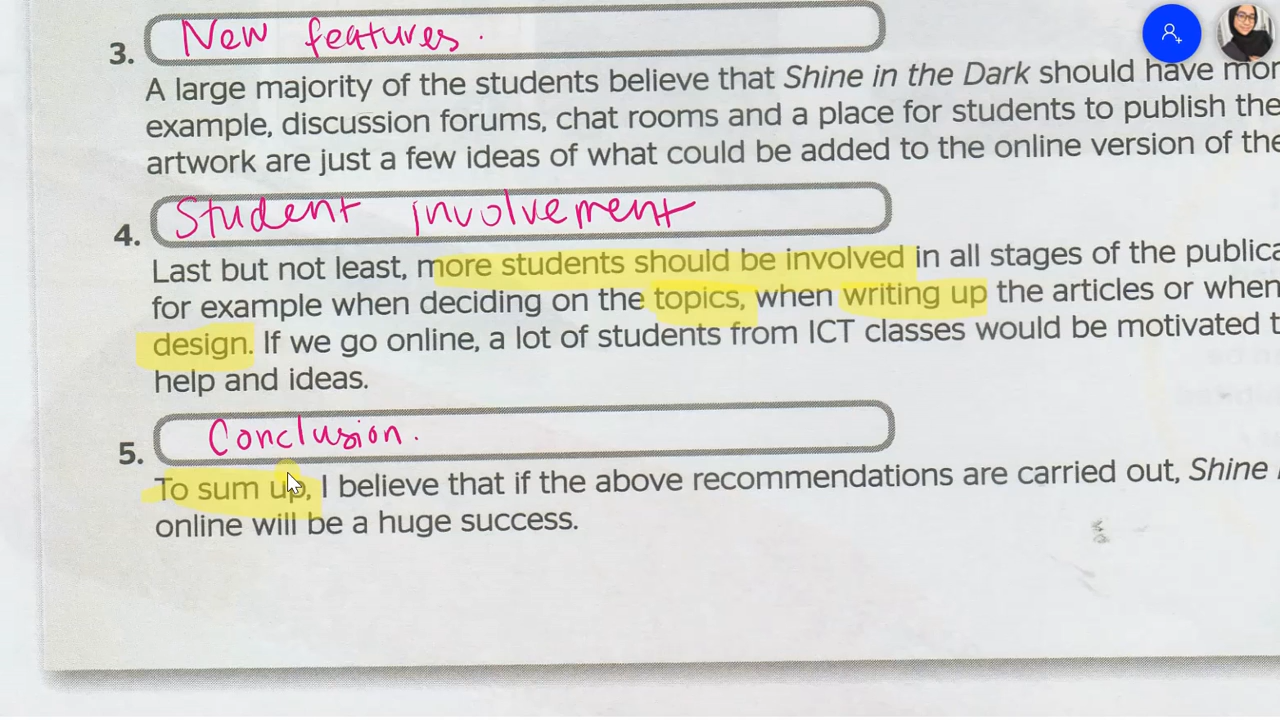 3. New features.
A large majority of the students believe that Shine in the Dark should have mor
example, discussion forums, chat rooms and a place for students to publish the
artwork are just a few ideas of what could be added to the online version of the
4. Student involvement
Last but not least, more students should be involved in all stages of the publica
for example when deciding on the topics, when writing up the articles or when
design. If we go online, a lot of students from ICT classes would be motivated t
help and ideas.
5. Conclusion.
To sum up, I believe that if the above recommendations are carried out, Shine
online will be a huge success.